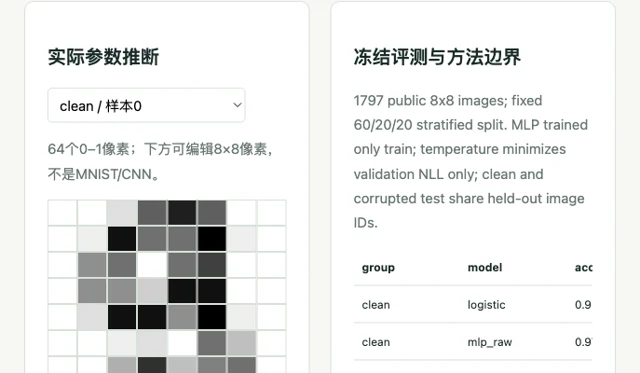 实际参数推断
clean / 样本0
64个0–1像素；下方可编辑8×8像素，
不是MNIST/CNN。
冻结评测与方法边界
1797 public 8x8 images; fixed
60/20/20 stratified split. MLP trained
only train; temperature minimizes
validation NLL only; clean and
corrupted test share held-out image
IDs.
group model
clean logistic 0.9
clean mlp_raw